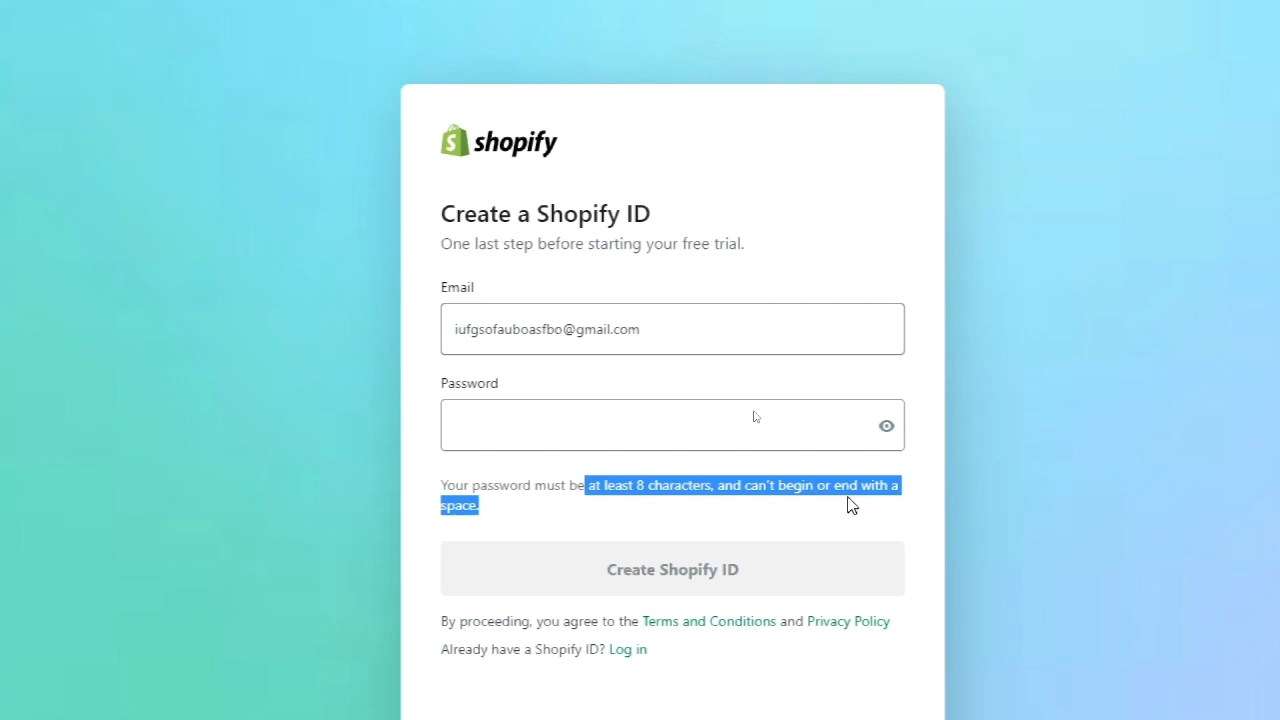 shopify
Create a Shopify ID
One last step before starting your free trial.
Email
iufgsofauboasfbo@gmail.com
Password
Your password must be at least 8 characters, and can't begin or end with a
space.
Create Shopify ID
By proceeding, you agree to the Terms and Conditions and Privacy Policy
Already have a Shopify ID? Log in